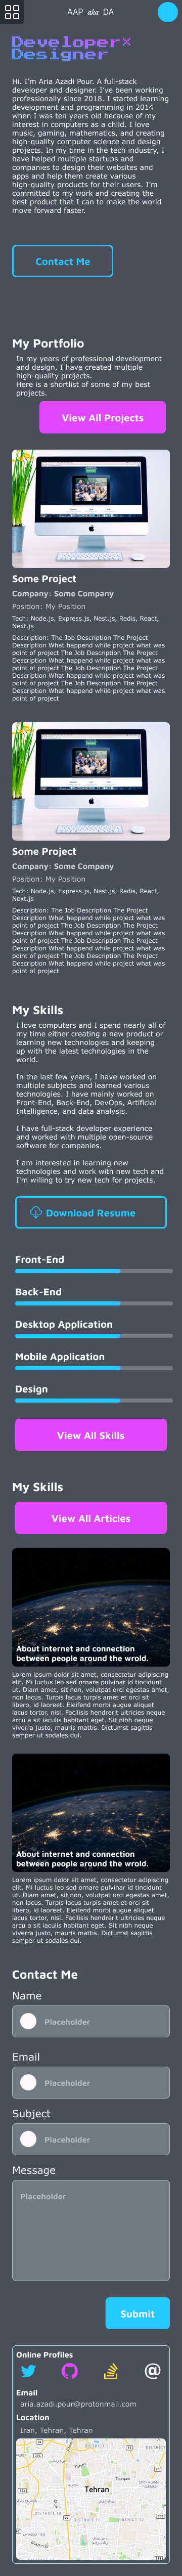 AAP aka DA
Developer×
Designer
Hi. I'm Aria Azadi Pour. A full-stack
developer and designer. I've been working
professionally since 2018. I started learning
development and programming in 2014
when I was ten years old because of my
interest in computers as a child. I love
music, gaming, mathematics, and creating
high-quality computer science and design
projects. In my time in the tech industry, I
have helped multiple startups and
companies to design their websites and
apps and help them create various
high-quality products for their users. I'm
committed to my work and creating the
best product that I can to make the world
move forward faster.
Contact Me
My Portfolio
In my years of professional development
and design, I have created multiple
high-quality projects.
Here is a shortlist of some of my best
projects.
View All Projects
Some Project
Company: Some Company
Position: My Position
Tech: Node.js, Express.js, Nest.js, Redis, React,
Next.js
Description: The Job Description The Project
Description What happend while project what was
point of project The Job Description The Project
Description What happend while project what was
point of project The Job Description The Project
Description What happend while project what was
point of project The Job Description The Project
Description What happend while project what was
point of project
Some Project
Company: Some Company
Position: My Position
Tech: Node.js, Express.js, Nest.js, Redis, React,
Next.js
Description: The Job Description The Project
Description What happend while project what was
point of project The Job Description The Project
Description What happend while project what was
point of project The Job Description The Project
Description What happend while project what was
point of project The Job Description The Project
Description What happend while project what was
point of project
My Skills
I love computers and I spend nearly all of
my time either creating a new product or
learning new technologies and keeping
up with the latest technologies in the
world.
In the last few years, I have worked on
multiple subjects and learned various
technologies. I have mainly worked on
Front-End, Back-End, DevOps, Artificial
Intelligence, and data analysis.
I have full-stack developer experience
and worked with multiple open-source
software for companies.
I am interested in learning new
technologies and work with new tech and
I'm willing to try new tech for projects.
Download Resume
Front-End
Back-End
Desktop Application
Mobile Application
Design
View All Skills
My Skills
View All Articles
About internet and connection
between people around the wrold.
Lorem ipsum dolor sit amet, consectetur adipiscing
elit. Mi luctus leo sed ornare pulvinar id tincidunt
ut. Diam amet, sit non, volutpat orci egestas amet,
non lacus. Turpis lacus turpis amet et orci sit
libero, id laoreet. Eleifend morbi augue aliquet
lacus tortor, nisl. Facilisis hendrerit ultricies neque
arcu a sit iaculis habitant eget. Sit nibh neque
viverra justo, mauris mattis. Dictumst sagittis
semper ut sodales dui.
About internet and connection
between people around the wrold.
Lorem ipsum dolor sit amet, consectetur adipiscing
elit. Mi luctus leo sed ornare pulvinar id tincidunt
ut. Diam amet, sit non, volutpat orci egestas amet,
non lacus. Turpis lacus turpis amet et orci sit
libero, id laoreet. Eleifend morbi augue aliquet
lacus tortor, nisl. Facilisis hendrerit ultricies neque
arcu a sit iaculis habitant eget. Sit nibh neque
viverra justo, mauris mattis. Dictumst sagittis
semper ut sodales dui.
Contact Me
Name
Placeholder
Email
Placeholder
Subject
Placeholder
Message
Placeholder
Submit
Online Profiles
@
Email
aria.azadi.pour@protonmail.com
Location
Iran, Tehran, Tehran
Tehran